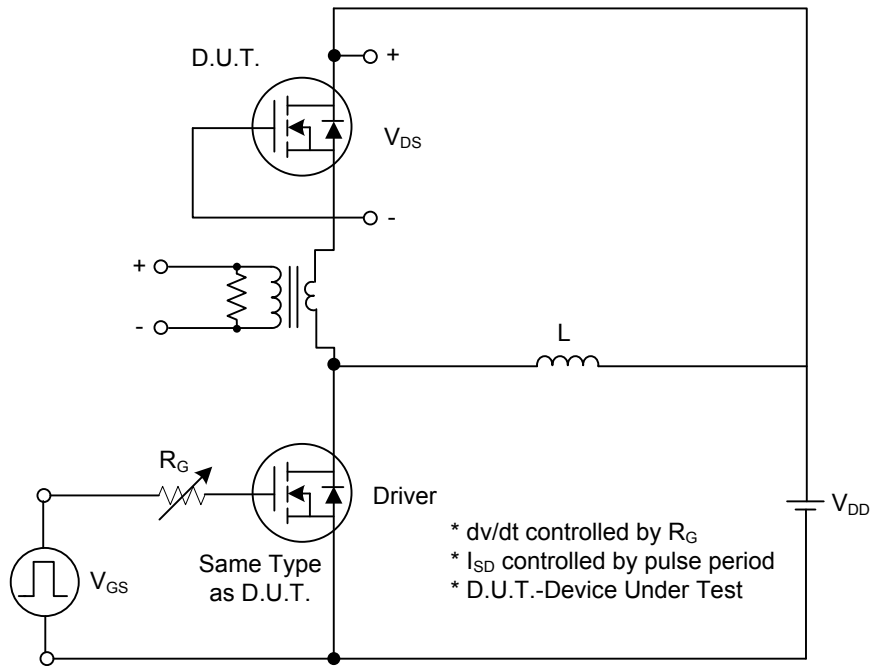 D.U.T.
+
VDS
-
+
-
L
RG
Driver
VDD
VGS
Same Type
as D.U.T.
* dv/dt controlled by RG
* ISD controlled by pulse period
* D.U.T.-Device Under Test